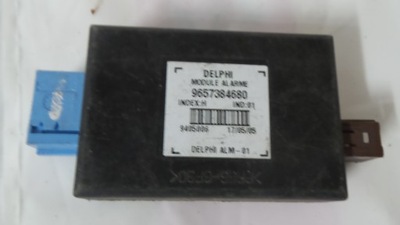 DELPHI
MODULE ALARME
9657384680
INDEX:H IND:01
17/05/05
DELPHI ALM-01